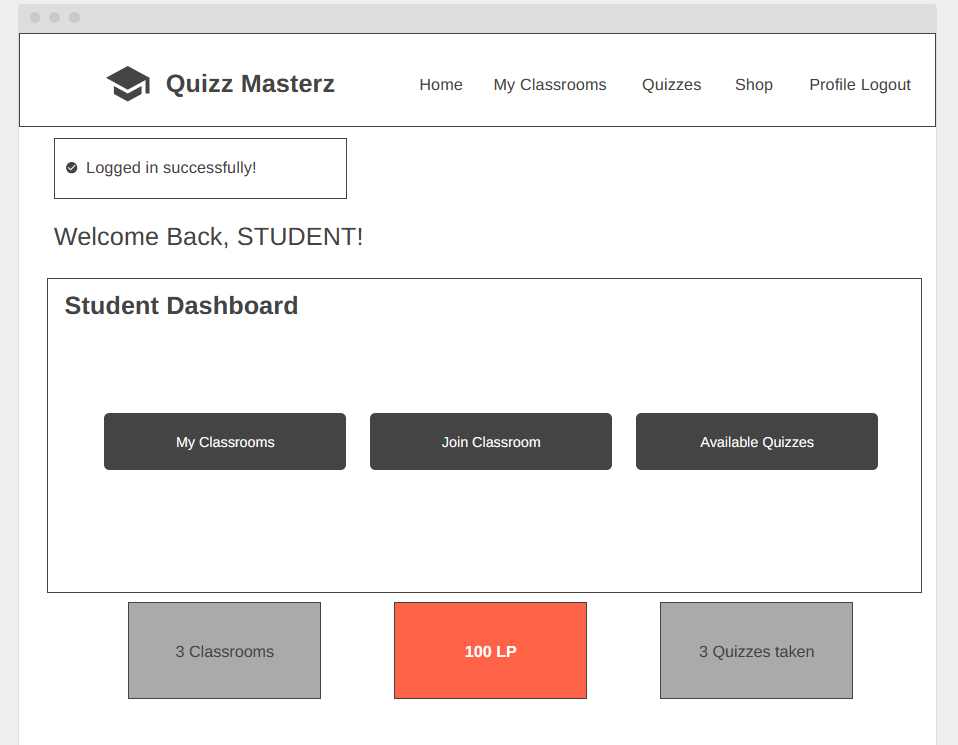 Quizz Masterz
Home My Classrooms Quizzes Shop Profile Logout
Logged in successfully!
Welcome Back, STUDENT!
Student Dashboard
My Classrooms Join Classroom Available Quizzes
3 Classrooms 100 LP 3 Quizzes taken